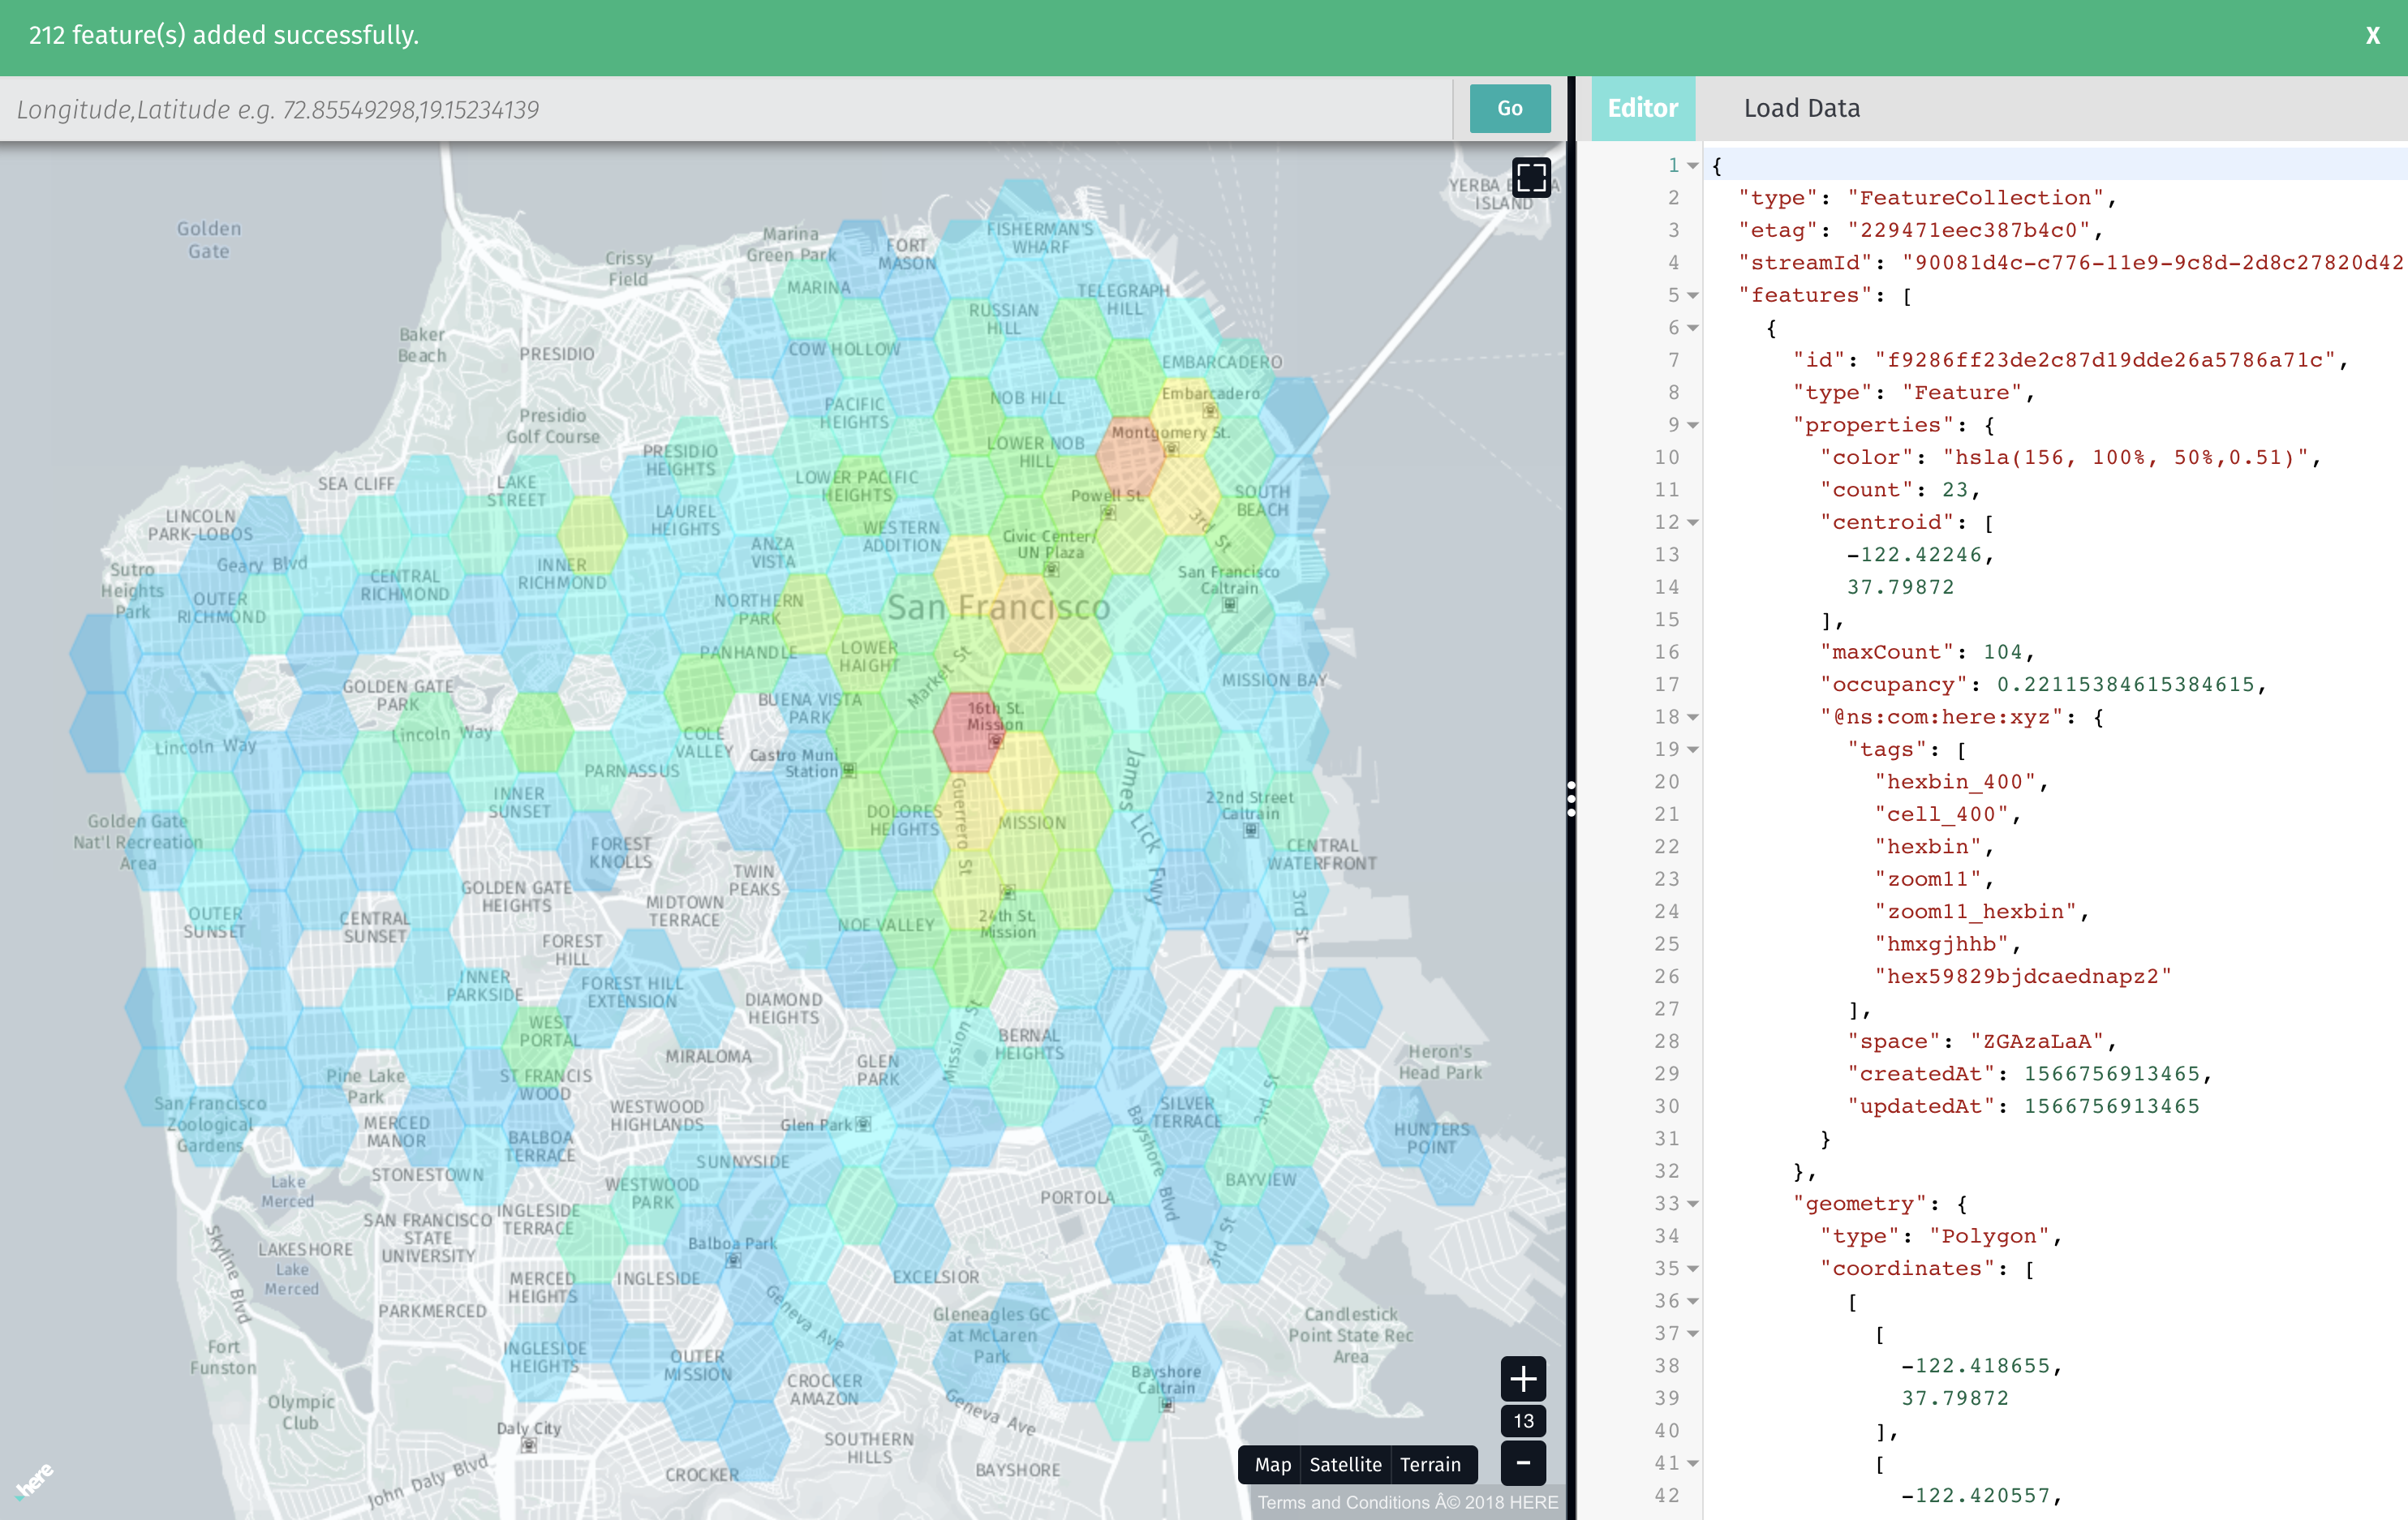 212 feature(s) added successfully.
X
Longitude,Latitude e.g. 72.85549298,19.15234139
Go
Editor
Load Data
Golden
Gate
Marina
Green Park
FORT
MASON
FISHERMAN'S
WHARF
ISLAND
Crissy
Field
MARINA
TELEGRAPH
HILL
RUSSIAN
HILL
Baker
Beach
PRESIDIO
COW HOLLOW
EMBARCADERO
Embarcadero
NOB HILL
PACIFIC
HEIGHTS
Presidio
Golf Course
Montgomery St.
LOWER NOB
HILL
PRESIDIO
HEIGHTS
SEA CLIFF
LAKE
STREET
LOWER PACIFIC
HEIGHTS
Powell St.
SOUTH
BEACH
LINCOLN
PARK-LOBOS
LAUREL
HEIGHTS
WESTERN
ADDITION
3rd St
Civic Center/
UN Plaza
ANZA
VISTA
Geary Blvd
INNER
RICHMOND
CENTRAL
RICHMOND
Sutro
Heights
Park
OUTER
RICHMOND
San Francisco
Caltrain
NORTHERN
PARK
San Francisco
PANHANDLE
LOWER
HAIGHT
Market St
GOLDEN GATE
PARK
MISSION BAY
BUENA VISTA
PARK
16th St.
Mission
Lincoln Way
Lincoln Way
COLE
VALLEY
Castro Muni
Station
PARNASSUS
James Lick Fwy
INNER
SUNSET
Guerrero St
22nd Street
Caltrain
DOLORES
HEIGHTS
MISSION
Golden Gate
Nat'l Recreation
Area
FOREST
KNOLLS
CENTRAL
WATERFRONT
TWIN
PEAKS
GOLDEN GATE
HEIGHTS
MIDTOWN
TERRACE
3rd St
OUTER
SUNSET
CENTRAL
SUNSET
NOE VALLEY
24th St.
Mission
FOREST
HILL
INNER
PARKSIDE
FOREST HILL
EXTENSION
DIAMOND
HEIGHTS
WEST
PORTAL
Mission St
BERNAL
HEIGHTS
MIRALOMA
GLEN
PARK
Heron's
Head Park
Pine Lake
Park
ST FRANCIS
WOOD
3rd St
San Francisco
Zoological
Gardens
WESTWOOD
HIGHLANDS
Glen Park
SILVER
TERRACE
MERCED
MANOR
BALBOA
TERRACE
HUNTERS
POINT
Bayshore Blvd
SUNNYSIDE
STONESTOWN
Lake
Merced
WESTWOOD
PARK
PORTOLA
BAYVIEW
INGLESIDE
TERRACE
SAN FRANCISCO
STATE
UNIVERSITY
Skyline Blvd
LAKESHORE
Lake
Merced
Balboa Park
3rd St
MERCED
HEIGHTS
INGLESIDE
EXCELSIOR
PARKMERCED
Geneva Ave
Gleneagles GC
at McLaren
Park
Candlestick
Point State Rec
Area
Fort
Funston
INGLESIDE
HEIGHTS
OUTER
MISSION
CROCKER
AMAZON
Bayshore
Caltrain
Geneva Ave
Olympic
Club
Daly City
SOUTHERN
HILLS
BAYSHORE
CROCKER
John Daly Blvd
here
+
13
-
Map
Satellite
Terrain
Terms and Conditions Â© 2018 HERE
1 {
2 "type": "FeatureCollection",
3 "etag": "229471eec387b4c0",
4 "streamId": "90081d4c-c776-11e9-9c8d-2d8c27820d42
5 "features": [
6 {
7 "id": "f9286ff23de2c87d19dde26a5786a71c",
8 "type": "Feature",
9 "properties": {
10 "color": "hsla(156, 100%, 50%,0.51)",
11 "count": 23,
12 "centroid": [
13 -122.42246,
14 37.79872
15 ],
16 "maxCount": 104,
17 "occupancy": 0.22115384615384615,
18 "@ns:com:here:xyz": {
19 "tags": [
20 "hexbin_400",
21 "cell_400",
22 "hexbin",
23 "zoom11",
24 "zoom11_hexbin",
25 "hmxgjhhb",
26 "hex59829bjdcaednapz2"
27 ],
28 "space": "ZGAzaLaA",
29 "createdAt": 1566756913465,
30 "updatedAt": 1566756913465
31 }
32 },
33 "geometry": {
34 "type": "Polygon",
35 "coordinates": [
36 [
37 [
38 -122.418655,
39 37.79872
40 ],
41 [
42 -122.420557,